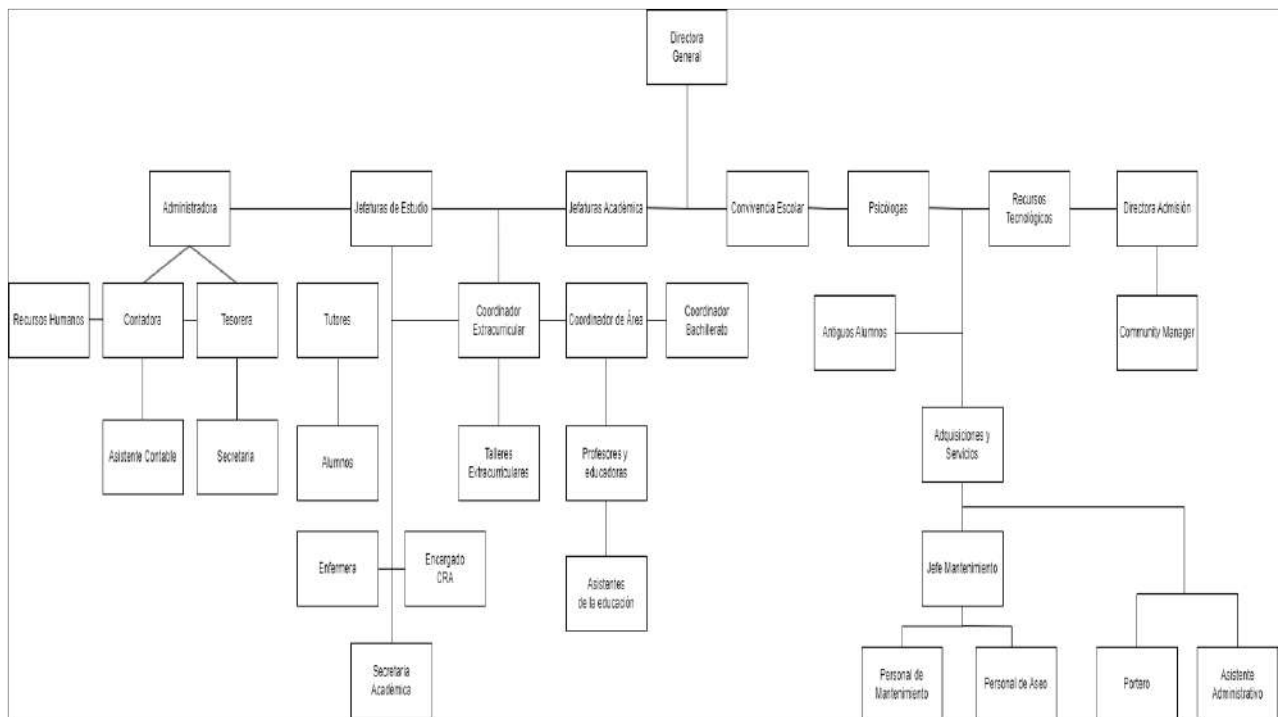 Directora
General
Administradora
Jefaturas de Estudio
Jefaturas Académica
Convivencia Escolar
Psicólogas
Recursos
Tecnológicos
Directora Admisión
Recursos Humanos
Contadora
Tesorera
Tutores
Coordinador
Extracurricular
Coordinador de Área
Coordinador
Bachillerato
Antiguos Alumnos
Community Manager
Asistente Contable
Secretaria
Alumnos
Talleres
Extracurriculares
Profesores y
educadoras
Adquisiciones y
Servicios
Enfermera
Encargado
CRA
Asistentes
de la educación
Jefe Mantenimiento
Secretaria
Académica
Personal de
Mantenimiento
Personal de Aseo
Portero
Asistente
Administrativo